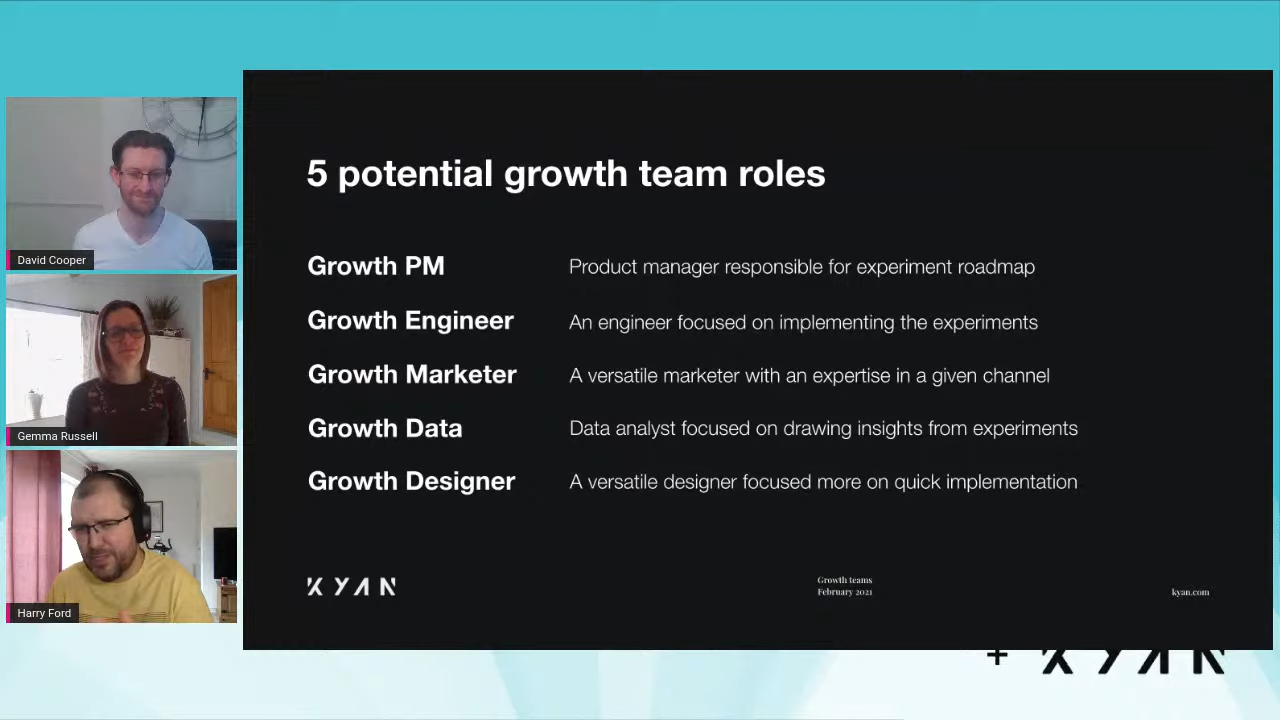 David Cooper
Gemma Russell
Harry Ford
5 potential growth team roles
Growth PM Product manager responsible for experiment roadmap
Growth Engineer An engineer focused on implementing the experiments
Growth Marketer A versatile marketer with an expertise in a given channel
Growth Data Data analyst focused on drawing insights from experiments
Growth Designer A versatile designer focused more on quick implementation
KYAN
Growth teams
February 2021
kyan.com
+ KYAN